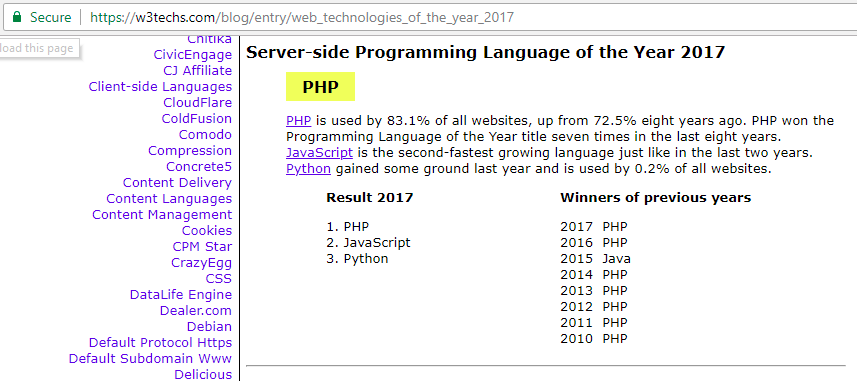 Secure https://w3techs.com/blog/entry/web_technologies_of_the_year_2017
load this page
Chitika
CivicEngage
CJ Affiliate
Client-side Languages
CloudFlare
ColdFusion
Comodo
Compression
Concrete5
Content Delivery
Content Languages
Content Management
Cookies
CPM Star
CrazyEgg
CSS
DataLife Engine
Dealer.com
Debian
Default Protocol Https
Default Subdomain Www
Delicious
Server-side Programming Language of the Year 2017
PHP
PHP is used by 83.1% of all websites, up from 72.5% eight years ago. PHP won the
Programming Language of the Year title seven times in the last eight years.
JavaScript is the second-fastest growing language just like in the last two years.
Python gained some ground last year and is used by 0.2% of all websites.
Result 2017
1. PHP
2. JavaScript
3. Python
Winners of previous years
2017 PHP
2016 PHP
2015 Java
2014 PHP
2013 PHP
2012 PHP
2011 PHP
2010 PHP